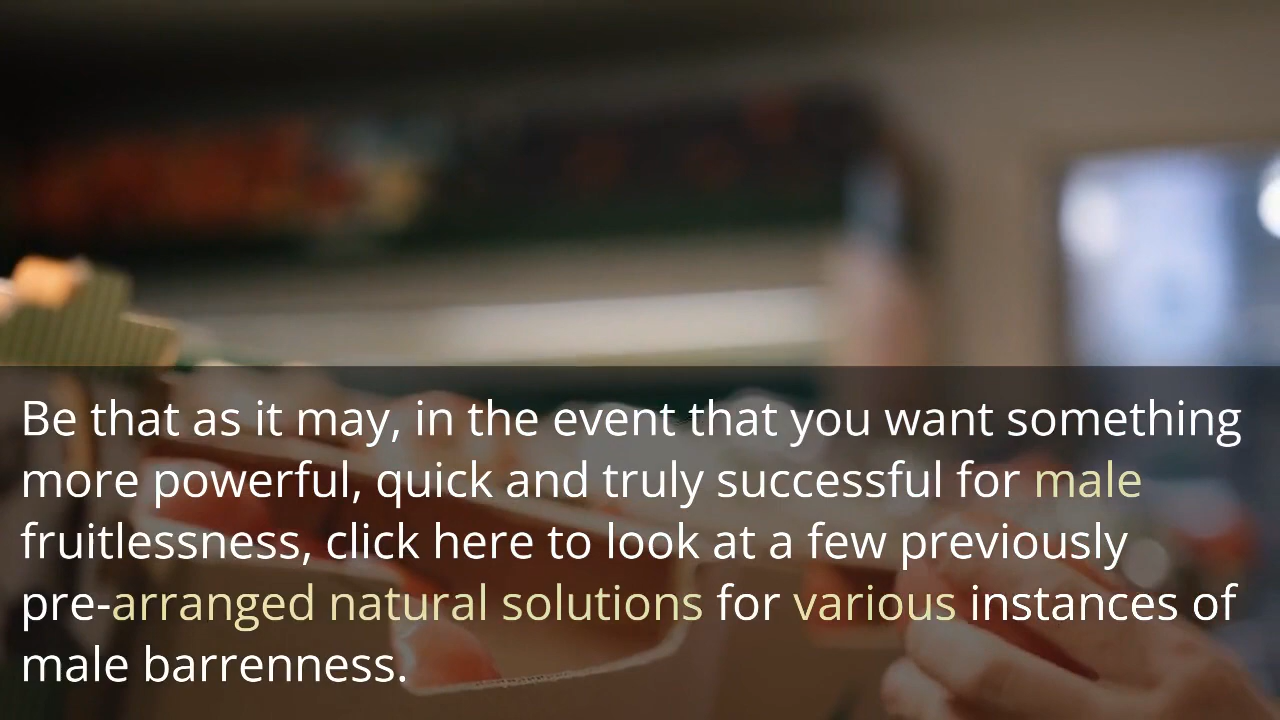 Be that as it may, in the event that you want something
more powerful, quick and truly successful for male
fruitlessness, click here to look at a few previously
pre-arranged natural solutions for various instances of
male barrenness.